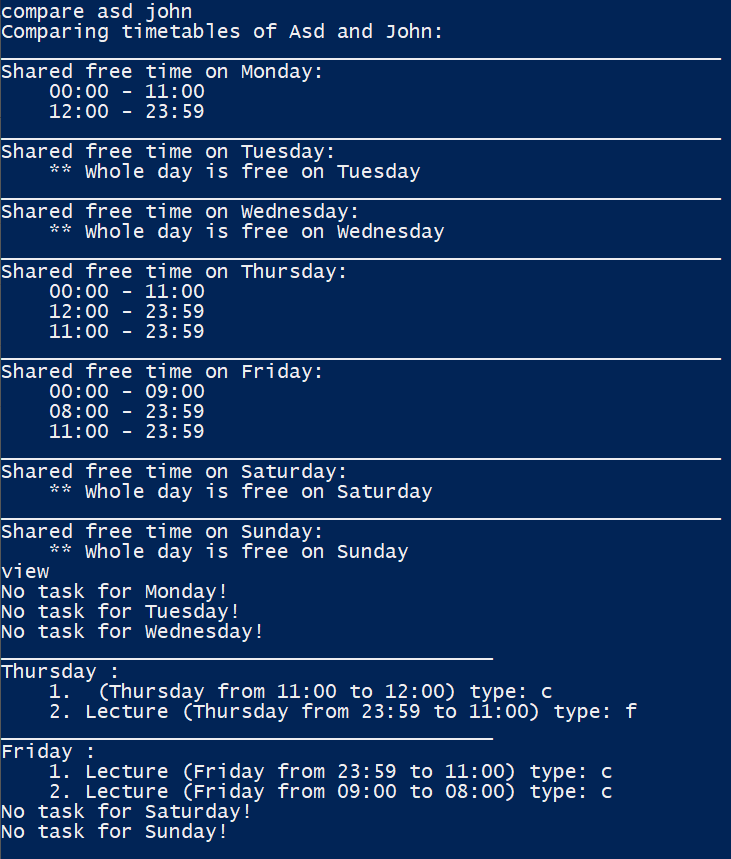 compare asd john
Comparing timetables of Asd and John:
Shared free time on Monday:
00:00 - 11:00
12:00 - 23:59
Shared free time on Tuesday:
** Whole day is free on Tuesday
Shared free time on Wednesday:
** Whole day is free on Wednesday
Shared free time on Thursday:
00:00 - 11:00
12:00 - 23:59
11:00 - 23:59
Shared free time on Friday:
00:00 - 09:00
08:00 - 23:59
11:00 - 23:59
Shared free time on Saturday:
** Whole day is free on Saturday
Shared free time on Sunday:
** Whole day is free on Sunday
view
No task for Monday!
No task for Tuesday!
No task for Wednesday!
Thursday :
1.  (Thursday from 11:00 to 12:00) type: c
2. Lecture (Thursday from 23:59 to 11:00) type: f
Friday :
1. Lecture (Friday from 23:59 to 11:00) type: c
2. Lecture (Friday from 09:00 to 08:00) type: c
No task for Saturday!
No task for Sunday!